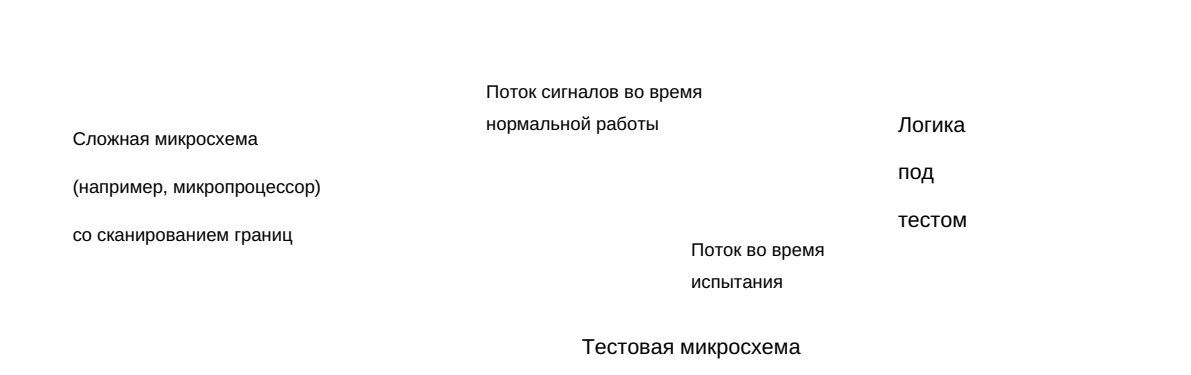 Сложная микросхема
(например, микропроцессор)
со сканированием границ
Поток сигналов во время
нормальной работы
Логика
под
тестом
Поток во время
испытания
Тестовая микросхема